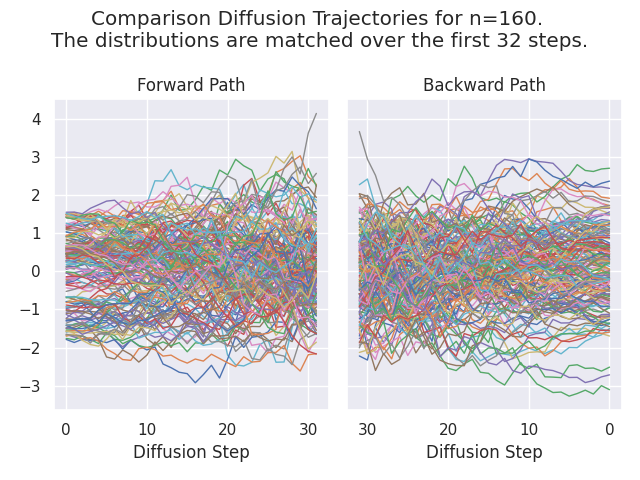 Comparison Diffusion Trajectories for n=160.
The distributions are matched over the first 32 steps.
Forward Path
Backward Path
4
3
2
1
0
−1
−2
−3
0 10 20 30
30 20 10 0
Diffusion Step
Diffusion Step